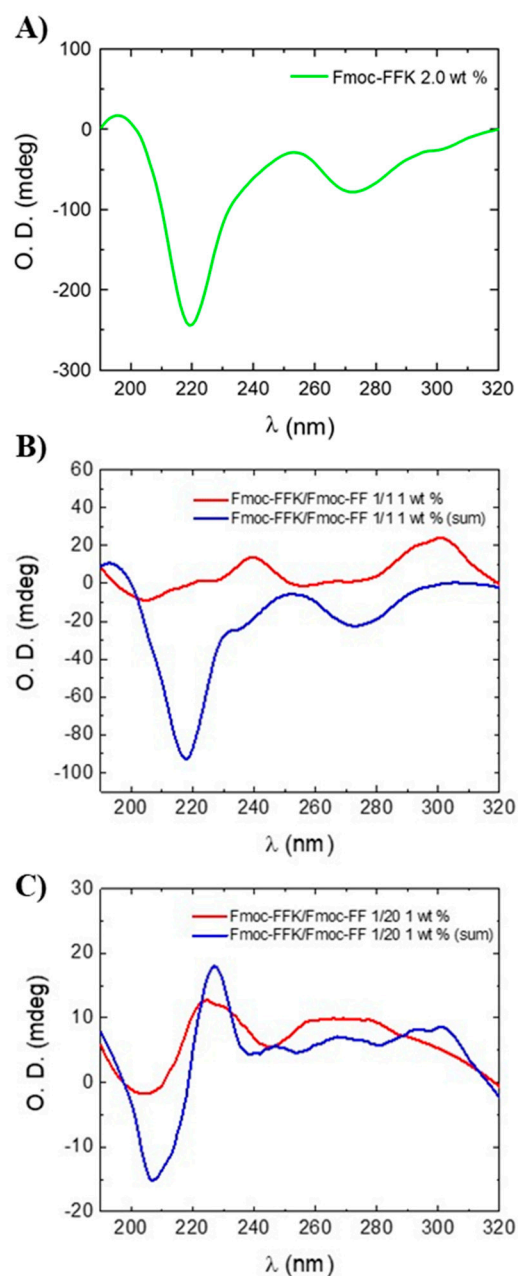 A)
Fmoc-FFK 2.0 wt %
100
0
-100
-200
-300
O. D. (mdeg)
200 220 240 260 280 300 320
λ (nm)
B)
Fmoc-FFK/Fmoc-FF 1/1 1 wt %
Fmoc-FFK/Fmoc-FF 1/1 1 wt % (sum)
60
40
20
0
-20
-40
-60
-80
-100
O. D. (mdeg)
200 220 240 260 280 300 320
λ (nm)
C)
Fmoc-FFK/Fmoc-FF 1/20 1 wt %
Fmoc-FFK/Fmoc-FF 1/20 1 wt % (sum)
30
20
10
0
-10
-20
O. D. (mdeg)
200 220 240 260 280 300 320
λ (nm)